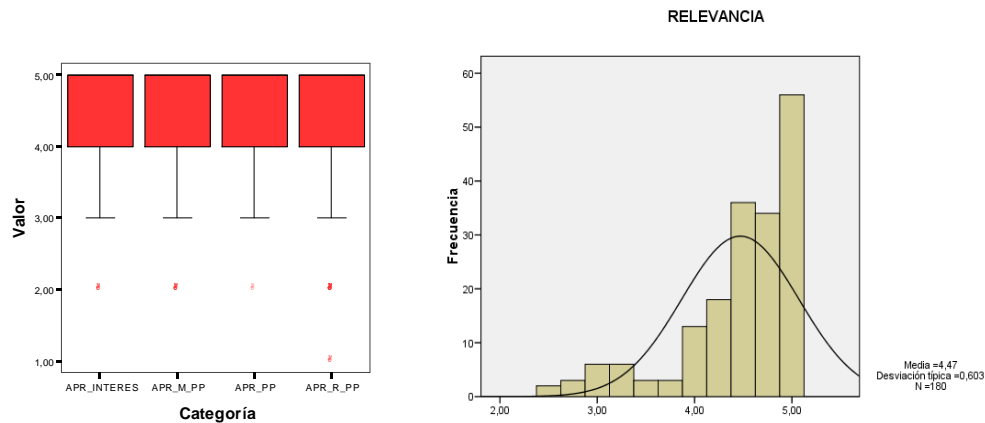 RELEVANCIA
5,00
4,00
3,00
2,00
1,00
Valor
APR_INTERES APR_M_PP APR_PP APR_R_PP
Categoría
60
50
40
30
20
10
0
Frecuencia
2,00 3,00 4,00 5,00
Media =4,47
Desviación típica =0,603
N =180